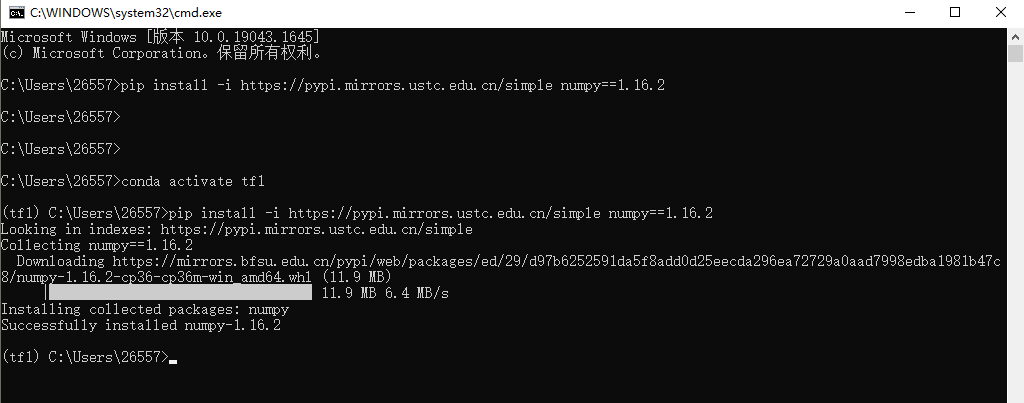 C:\WINDOWS\system32\cmd.exe
Microsoft Windows [版本 10.0.19043.1645]
(c) Microsoft Corporation。保留所有权利。
C:\Users\26557>pip install -i https://pypi.mirrors.ustc.edu.cn/simple numpy==1.16.2
C:\Users\26557>
C:\Users\26557>
C:\Users\26557>conda activate tf1
(tf1) C:\Users\26557>pip install -i https://pypi.mirrors.ustc.edu.cn/simple numpy==1.16.2
Looking in indexes: https://pypi.mirrors.ustc.edu.cn/simple
Collecting numpy==1.16.2
  Downloading https://mirrors.bfsu.edu.cn/pypi/web/packages/ed/29/d97b6252591da5f8add0d25eecda296ea72729a0aad7998edba1981b47c
8/numpy-1.16.2-cp36-cp36m-win_amd64.whl (11.9 MB)
     | 11.9 MB 6.4 MB/s
Installing collected packages: numpy
Successfully installed numpy-1.16.2
(tf1) C:\Users\26557>